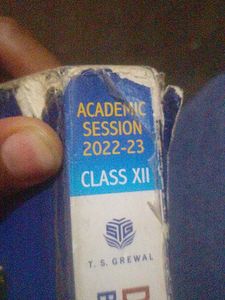 ACADEMIC
SESSION
2022-23
CLASS XII
T. S. GREWAL